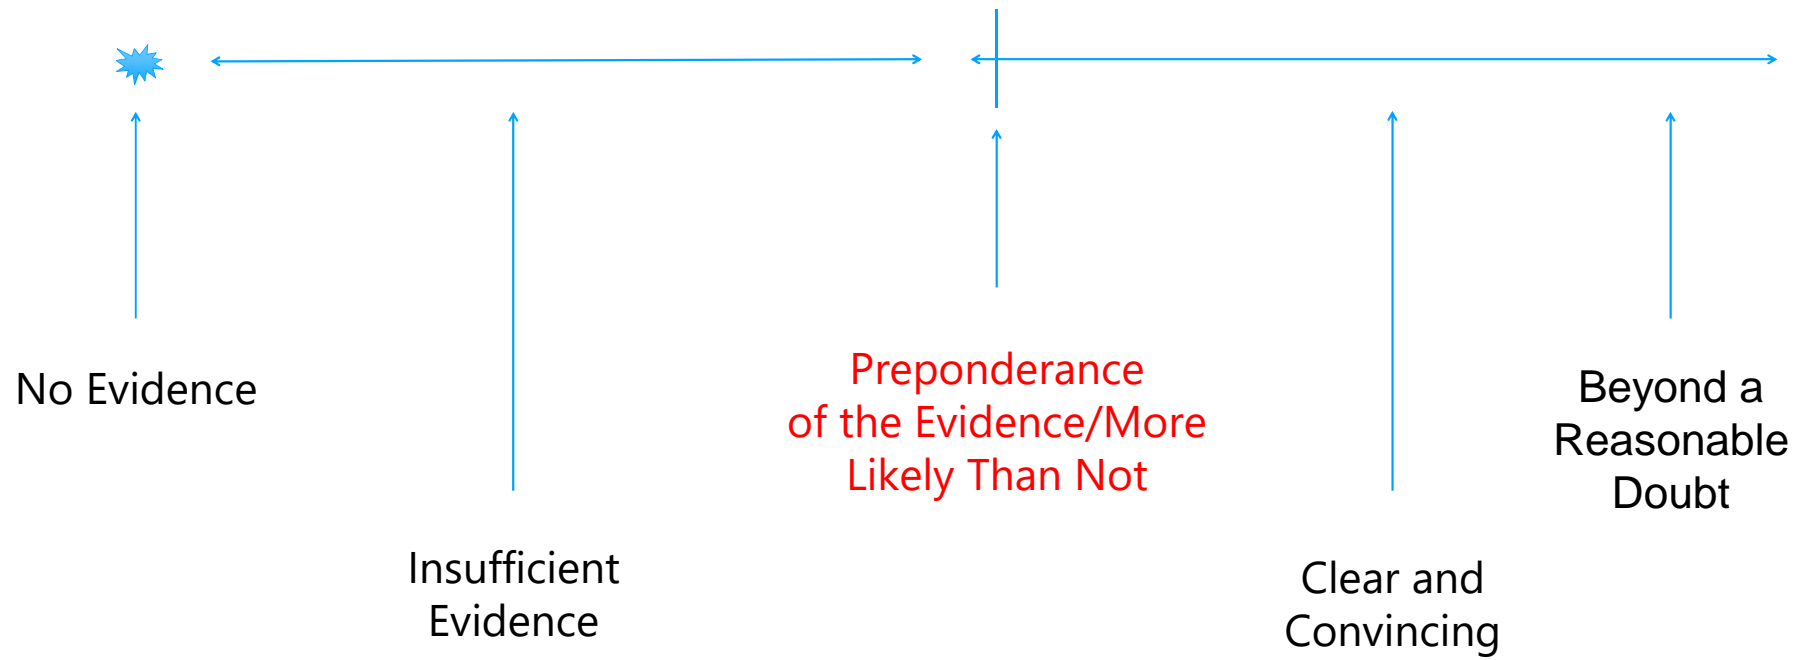 No Evidence
Insufficient
Evidence
Preponderance
of the Evidence/More
Likely Than Not
Clear and
Convincing
Beyond a
Reasonable
Doubt